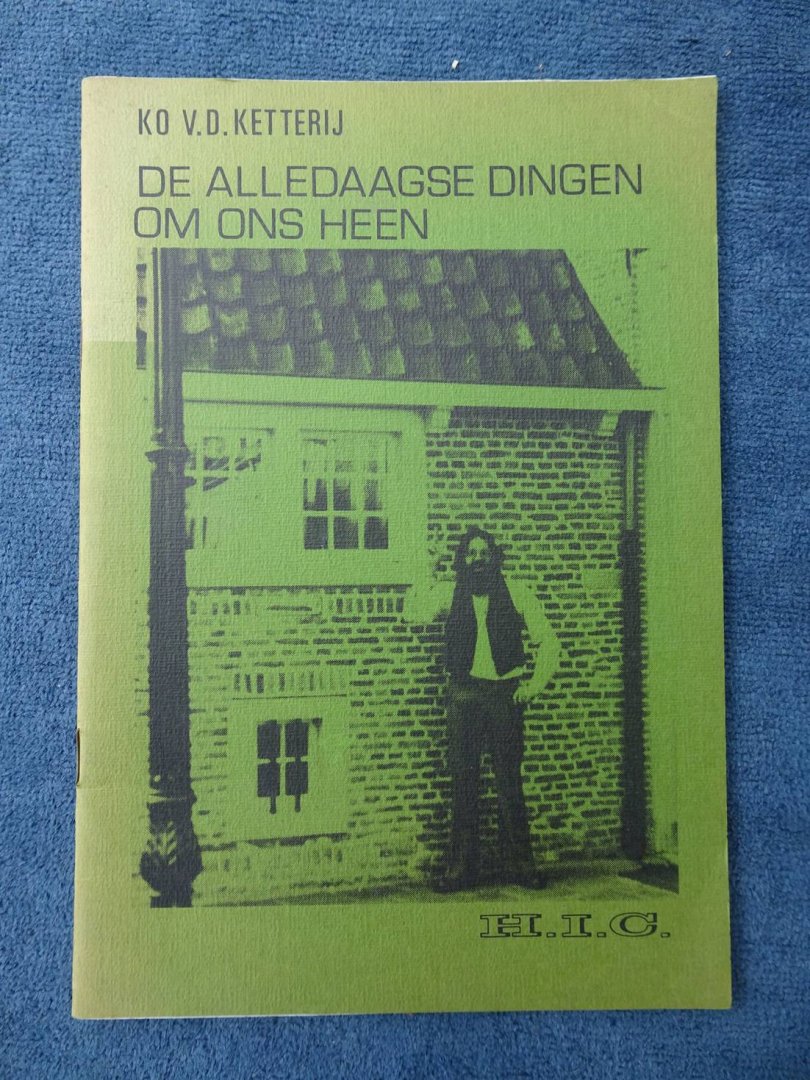 KO V.D. KETTERIJ
DE ALLEDAAGSE DINGEN
OM ONS HEEN
H.I.C.